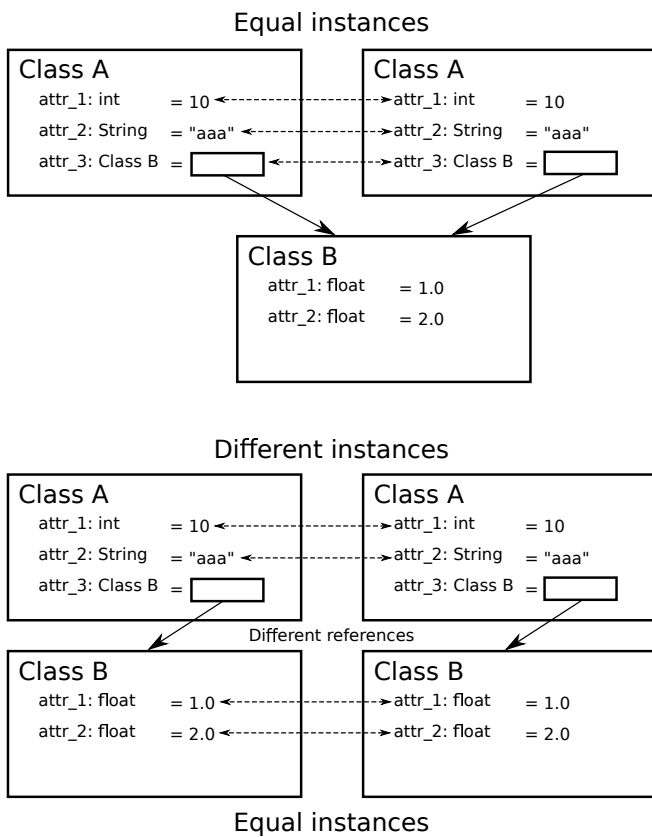 Equal instances
Class A
attr_1: int = 10
attr_2: String = "aaa"
attr_3: Class B =
Class A
attr_1: int = 10
attr_2: String = "aaa"
attr_3: Class B =
Class B
attr_1: float = 1.0
attr_2: float = 2.0
Different instances
Class A
attr_1: int = 10
attr_2: String = "aaa"
attr_3: Class B =
Class A
attr_1: int = 10
attr_2: String = "aaa"
attr_3: Class B =
Different references
Class B
attr_1: float = 1.0
attr_2: float = 2.0
Class B
attr_1: float = 1.0
attr_2: float = 2.0
Equal instances